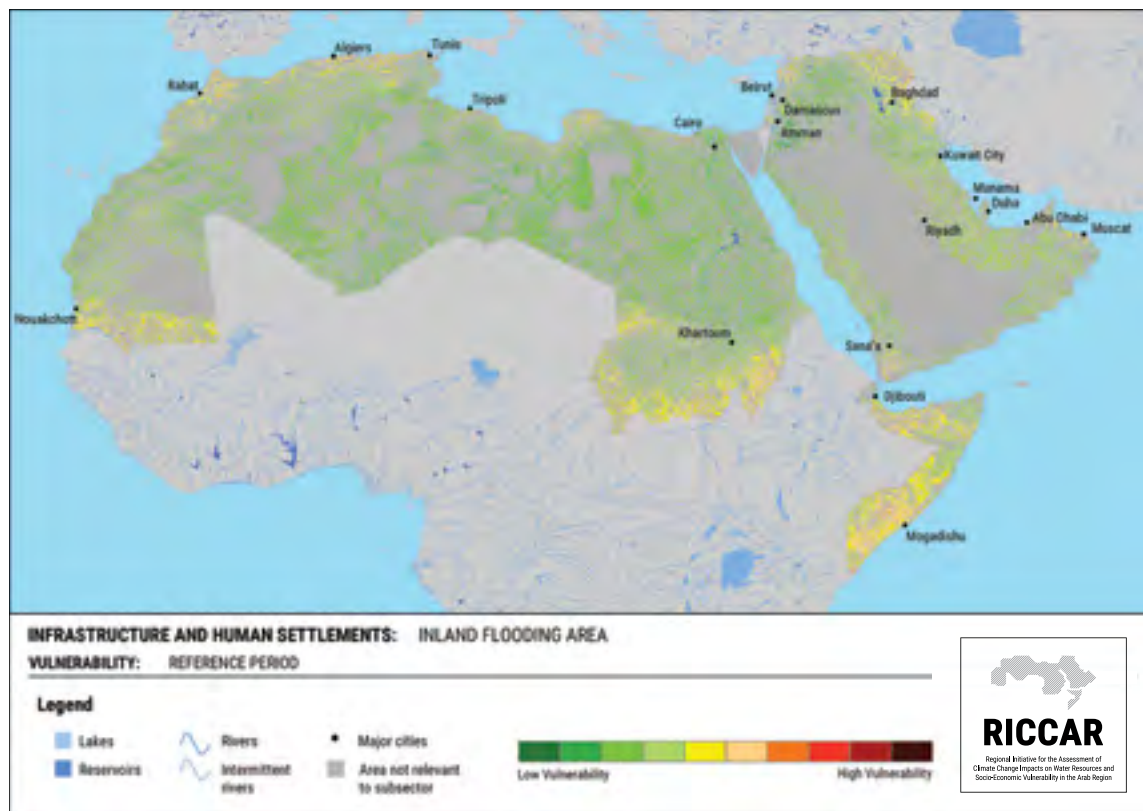 Algiers
Tunis
Rabat
Tripoli
Beirut
Baghdad
Damascus
Cairo
Amman
Kuwait City
Manama
Doha
Abu Dhabi
Riyadh
Muscat
Nouakchott
Khartoum
Sana'a
Djibouti
Mogadishu
INFRASTRUCTURE AND HUMAN SETTLEMENTS: INLAND FLOODING AREA
VULNERABILITY: REFERENCE PERIOD
Legend
Lakes
Rivers
Major cities
Reservoirs
Intermittent
rivers
Area not relevant
to subsector
Low Vulnerability
High Vulnerability
RICCAR
Regional Initiative for the Assessment of
Climate Change Impacts on Water Resources and
Socio-Economic Vulnerability in the Arab Region